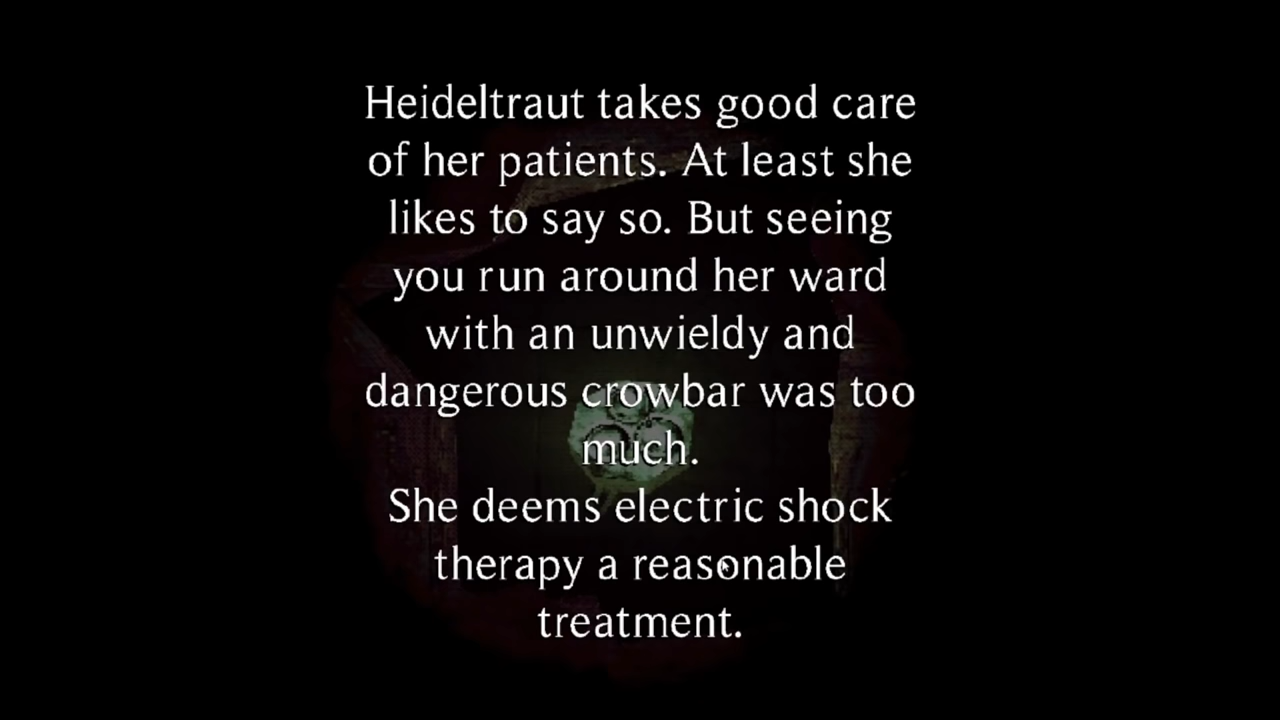 Heideltraut takes good care
of her patients. At least she
likes to say so. But seeing
you run around her ward
with an unwieldy and
dangerous crowbar was too
much.
She deems electric shock
therapy a reasonable
treatment.